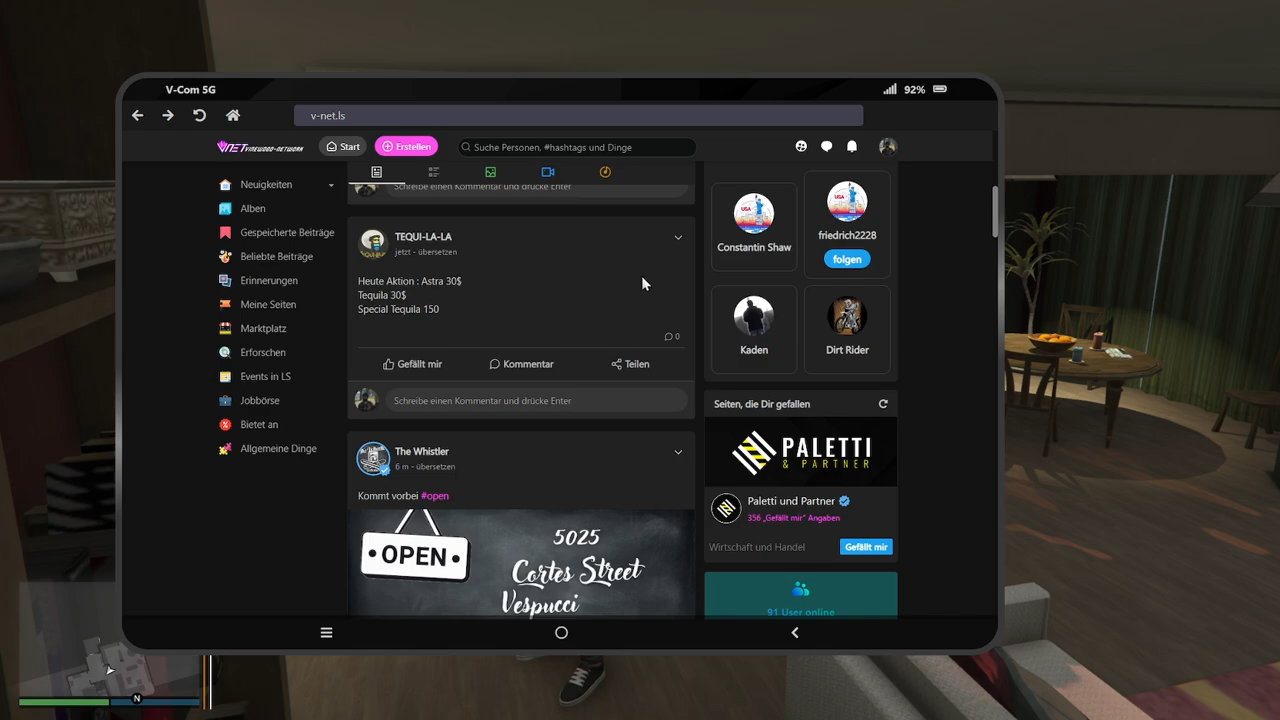 V-Com 5G
92%
v-net.ls
VNET VINEWOOD-NETWORK
Start
Erstellen
Suche Personen, #hashtags und Dinge
Neuigkeiten
Alben
Gespeicherte Beiträge
Beliebte Beiträge
Erinnerungen
Meine Seiten
Marktplatz
Erforschen
Events in LS
Jobbörse
Bietet an
Allgemeine Dinge
Schreibe einen Kommentar und drücke Enter
TEQUI-LA-LA
jetzt - übersetzen
Heute Aktion : Astra 30$
Tequila 30$
Special Tequila 150
0
Gefällt mir
Kommentar
Teilen
Schreibe einen Kommentar und drücke Enter
The Whistler
6 m - übersetzen
Kommt vorbei #open
OPEN
5025
Cortes Street
Vespucci
UGA
Constantin Shaw
UGA
friedrich2228
folgen
Kaden
Dirt Rider
Seiten, die Dir gefallen
PALETTI
& PARTNER
Paletti und Partner
356 „Gefällt mir" Angaben
Wirtschaft und Handel
Gefällt mir
91 User online
N